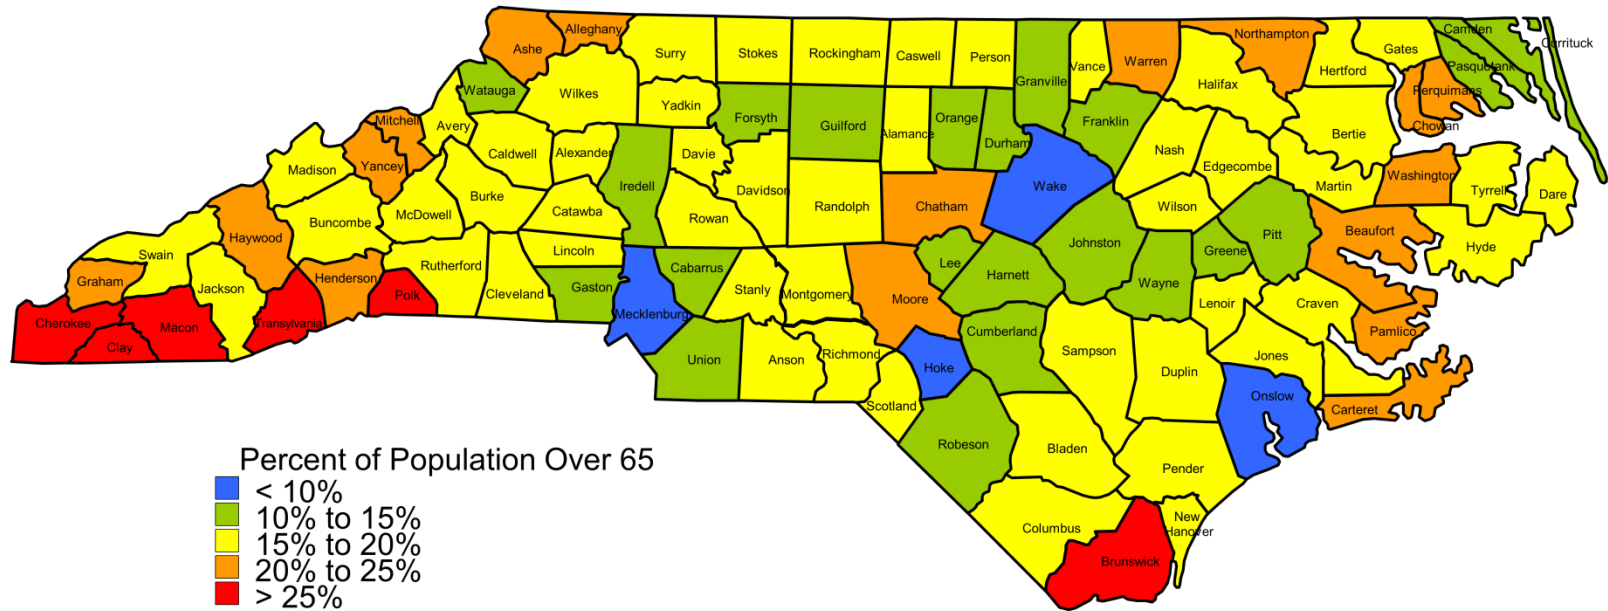 Alleghany
Ashe
Surry
Stokes
Rockingham
Caswell
Person
Granville
Vance
Warren
Northampton
Gates
Camden
Currituck
Hertford
Pasquotank
Watauga
Wilkes
Yadkin
Halifax
Perquimans
Mitchell
Avery
Forsyth
Guilford
Alamance
Orange
Durham
Franklin
Chowan
Bertie
Madison
Yancey
Caldwell
Alexander
Davie
Nash
Edgecombe
Iredell
Davidson
Wake
Martin
Washington
Tyrrell
Dare
Burke
Buncombe
McDowell
Catawba
Rowan
Randolph
Chatham
Wilson
Haywood
Pitt
Beaufort
Swain
Lincoln
Johnston
Greene
Hyde
Rutherford
Cabarrus
Lee
Harnett
Graham
Henderson
Jackson
Polk
Cleveland
Gaston
Stanly
Montgomery
Moore
Wayne
Lenoir
Craven
Cherokee
Macon
Transylvania
Mecklenburg
Cumberland
Pamlico
Clay
Union
Anson
Richmond
Hoke
Sampson
Duplin
Jones
Scotland
Onslow
Carteret
Robeson
Bladen
Pender
Columbus
New
Hanover
Brunswick
Percent of Population Over 65
< 10%
10% to 15%
15% to 20%
20% to 25%
> 25%